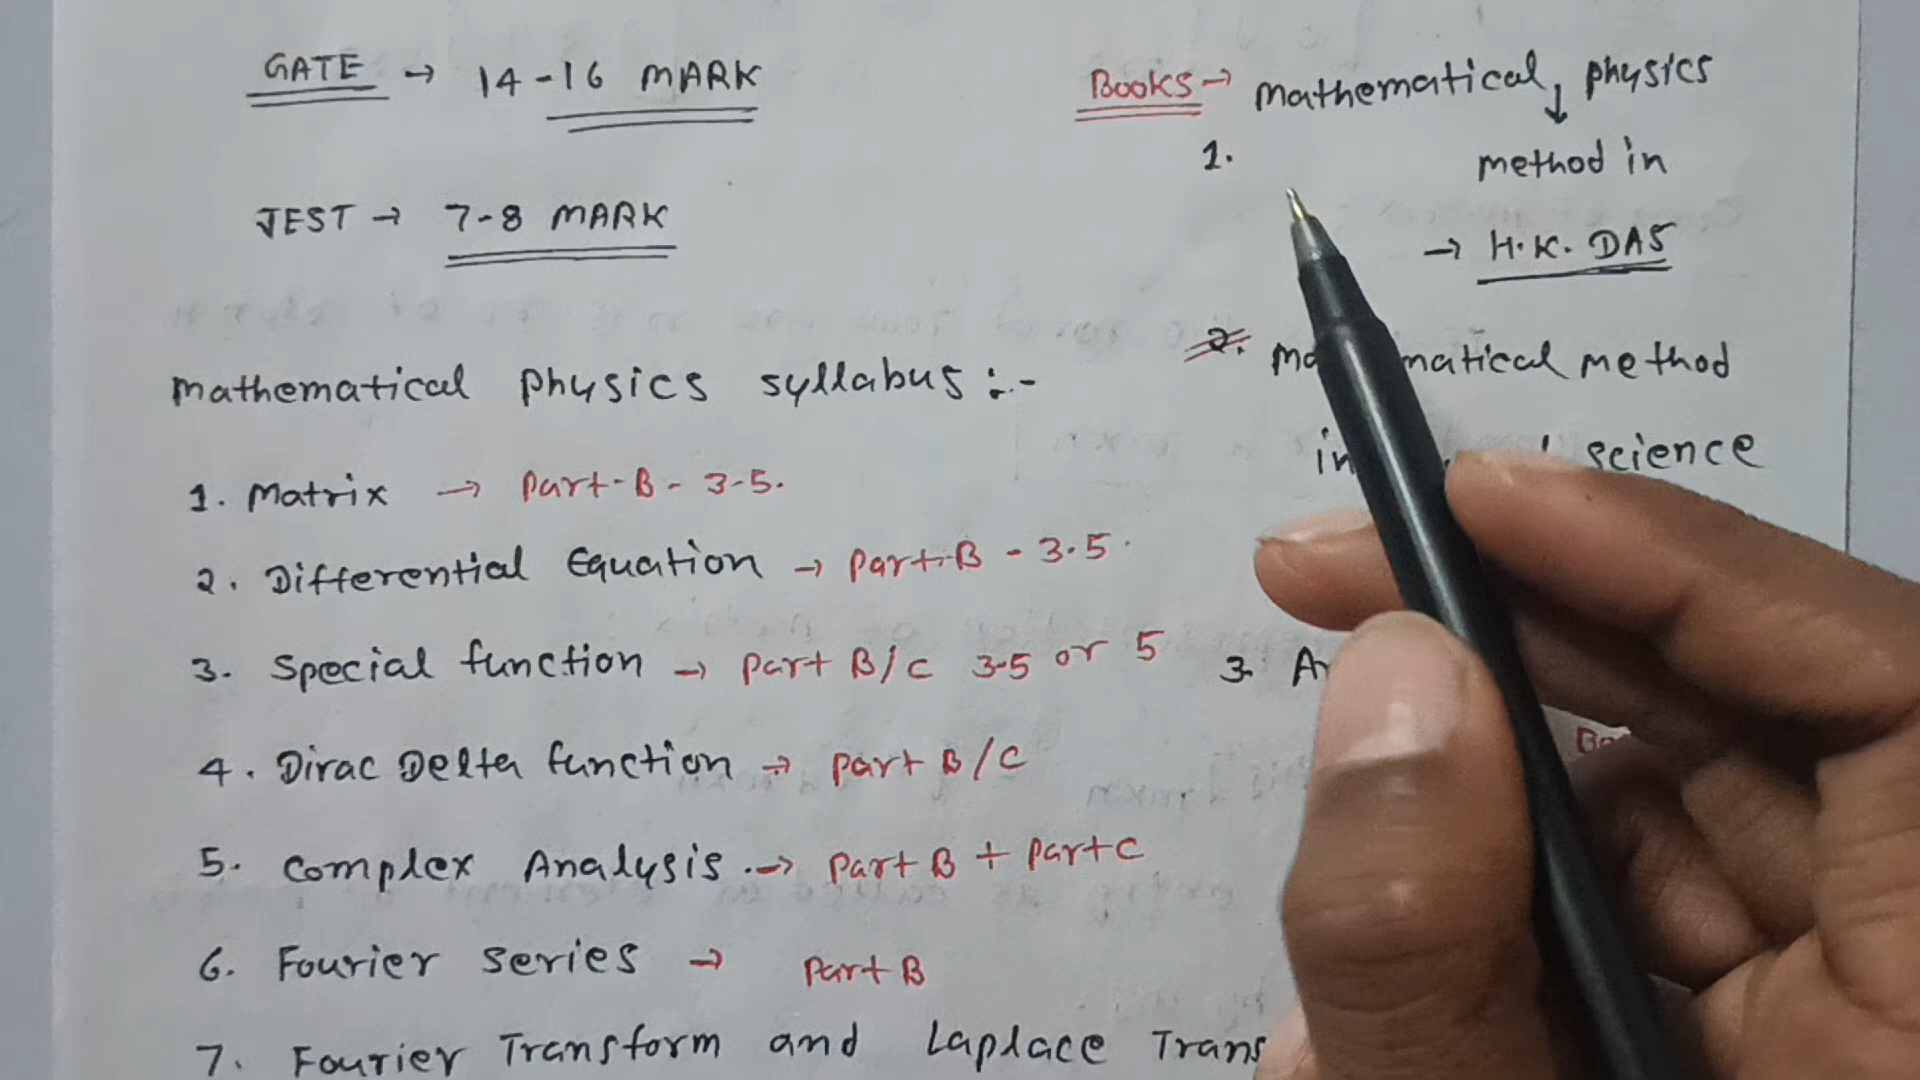 GATE → 14-16 MARK
JEST → 7-8 MARK
Mathematical Physics syllabus :-
1. Matrix → Part-B - 3-5.
2. Differential Equation → Part-B - 3.5.
3. Special function → Part B/C 3-5 or 5
4. Dirac Delta function → Part B/C
5. Complex Analysis → Part B + Part C
6. Fourier Series → Part B
7. Fourier Transform and Laplace Trans
Books → Mathematical Physics
1.
↓
method in
→ H.K. DAS
2. method
in science
3.